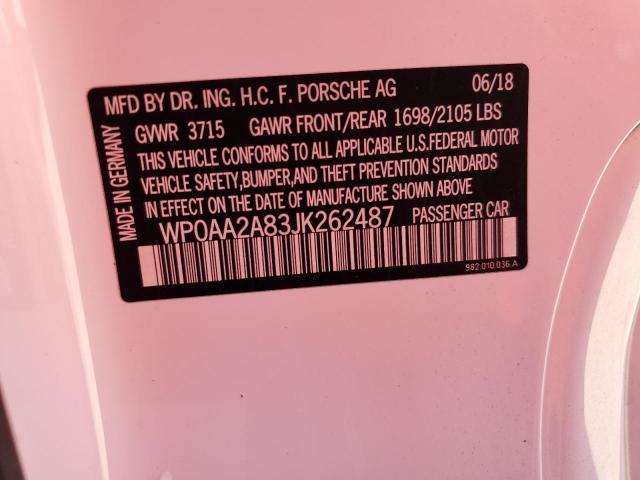 MFD BY DR. ING. H.C. F. PORSCHE AG 06/18
GVWR 3715 GAWR FRONT/REAR 1698/2105 LBS
THIS VEHICLE CONFORMS TO ALL APPLICABLE U.S.FEDERAL MOTOR
VEHICLE SAFETY,BUMPER,AND THEFT PREVENTION STANDARDS
IN EFFECT ON THE DATE OF MANUFACTURE SHOWN ABOVE
WP0AA2A83JK262487 PASSENGER CAR
982.010.036.A
MADE IN GERMANY